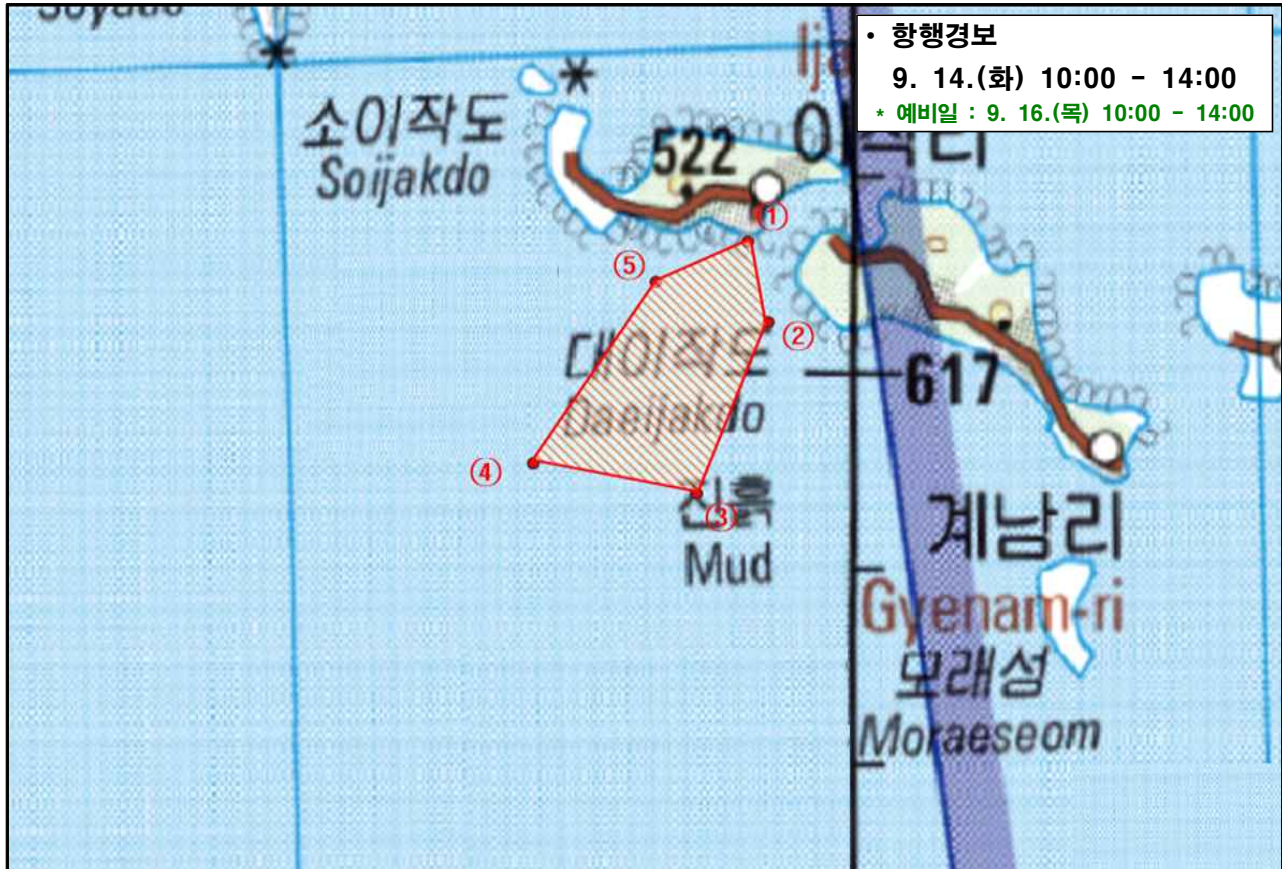 • 항행경보
9. 14.(화) 10:00 - 14:00
* 예비일 : 9. 16.(목) 10:00 - 14:00
소이작도
Soijakdo
522
①
⑤
②
대이작도
Daeijakdo
617
④
③
진흙
Mud
계남리
Gyenam-ri
모래섬
Moraeseom